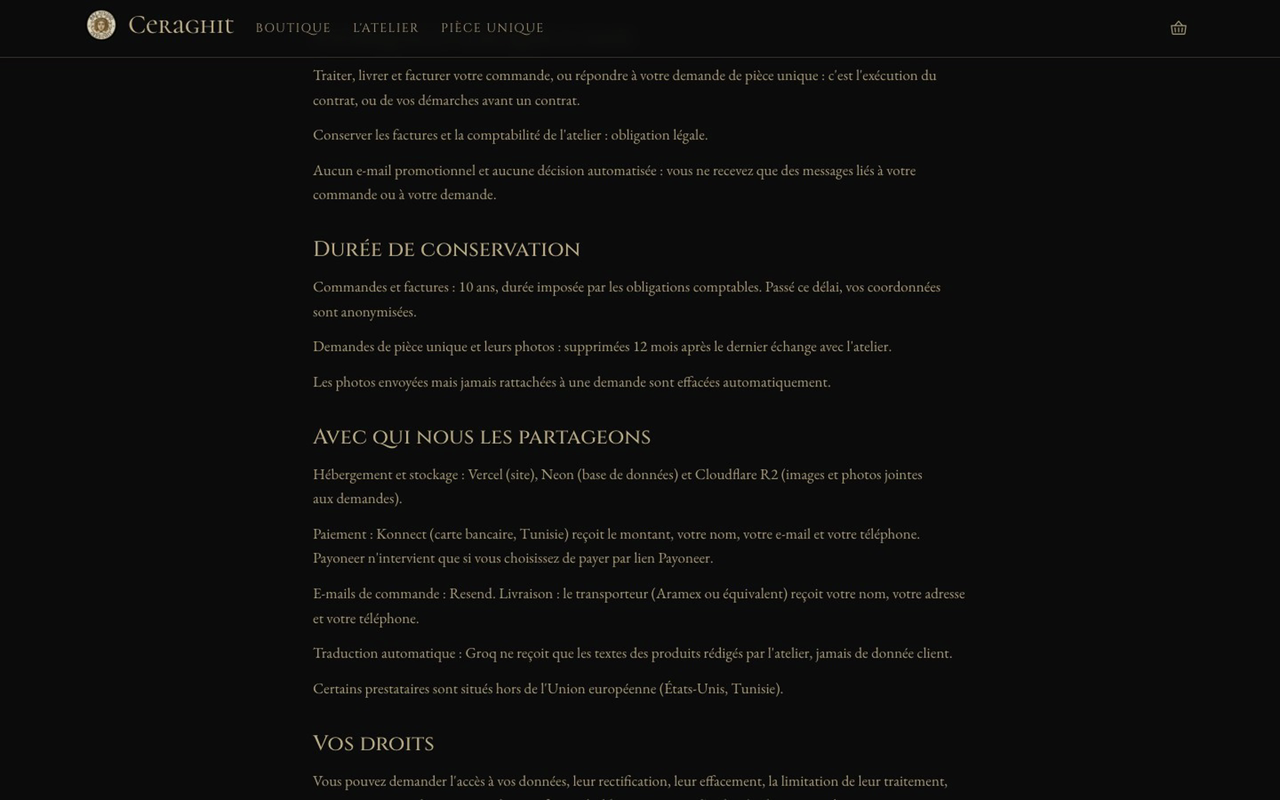 Ceraghit
BOUTIQUE
L'ATELIER
PIÈCE UNIQUE
Traiter, livrer et facturer votre commande, ou répondre à votre demande de pièce unique : c'est l'exécution du
contrat, ou de vos démarches avant un contrat.
Conserver les factures et la comptabilité de l'atelier : obligation légale.
Aucun e-mail promotionnel et aucune décision automatisée : vous ne recevez que des messages liés à votre
commande ou à votre demande.
Durée de conservation
Commandes et factures : 10 ans, durée imposée par les obligations comptables. Passé ce délai, vos coordonnées
sont anonymisées.
Demandes de pièce unique et leurs photos : supprimées 12 mois après le dernier échange avec l'atelier.
Les photos envoyées mais jamais rattachées à une demande sont effacées automatiquement.
Avec qui nous les partageons
Hébergement et stockage : Vercel (site), Neon (base de données) et Cloudflare R2 (images et photos jointes
aux demandes).
Paiement : Konnect (carte bancaire, Tunisie) reçoit le montant, votre nom, votre e-mail et votre téléphone.
Payoneer n'intervient que si vous choisissez de payer par lien Payoneer.
E-mails de commande : Resend. Livraison : le transporteur (Aramex ou équivalent) reçoit votre nom, votre adresse
et votre téléphone.
Traduction automatique : Groq ne reçoit que les textes des produits rédigés par l'atelier, jamais de donnée client.
Certains prestataires sont situés hors de l'Union européenne (États-Unis, Tunisie).
Vos droits
Vous pouvez demander l'accès à vos données, leur rectification, leur effacement, la limitation de leur traitement,